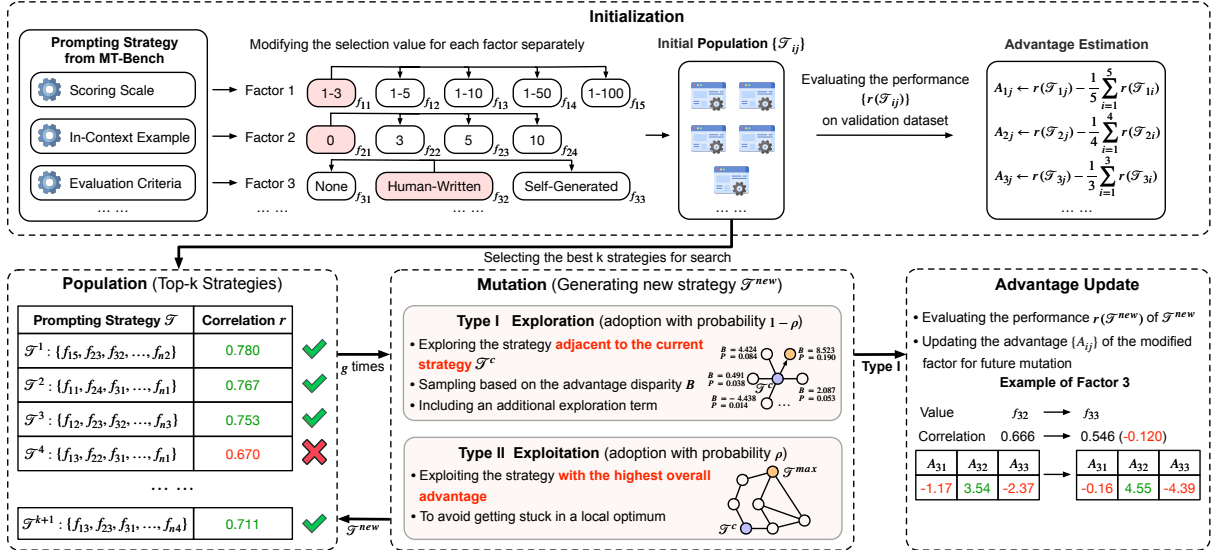 Initialization
Prompting Strategy
from MT-Bench
Scoring Scale
In-Context Example
Evaluation Criteria
... ...
Modifying the selection value for each factor separately
Factor 1
1-3 f₁₁
1-5 f₁₂
1-10 f₁₃
1-50 f₁₄
1-100 f₁₅
Factor 2
0 f₂₁
3 f₂₂
5 f₂₃
10 f₂₄
Factor 3
None f₃₁
Human-Written f₃₂
Self-Generated f₃₃
... ...
... ...
Initial Population {𝒯ᵢⱼ}
... ...
Evaluating the performance
{r(𝒯ᵢⱼ)}
on validation dataset
Advantage Estimation
A₁ⱼ ← r(𝒯₁ⱼ) − 1/5 ∑ᵢ₌₁⁵ r(𝒯₁ᵢ)
A₂ⱼ ← r(𝒯₂ⱼ) − 1/4 ∑ᵢ₌₁⁴ r(𝒯₂ᵢ)
A₃ⱼ ← r(𝒯₃ⱼ) − 1/3 ∑ᵢ₌₁³ r(𝒯₃ᵢ)
... ...
Selecting the best k strategies for search
Population (Top-k Strategies)
Prompting Strategy 𝒯 Correlation r
𝒯¹ : {f₁₅, f₂₃, f₃₂, …, fₙ₂} 0.780
𝒯² : {f₁₁, f₂₄, f₃₁, …, fₙ₁} 0.767
𝒯³ : {f₁₂, f₂₃, f₃₂, …, fₙ₃} 0.753
𝒯⁴ : {f₁₃, f₂₂, f₃₁, …, fₙ₁} 0.670
... ...
𝒯ᵏ⁺¹ : {f₁₃, f₂₃, f₃₁, …, fₙ₄} 0.711
g times
𝒯ⁿᵉʷ
Mutation (Generating new strategy 𝒯ⁿᵉʷ)
Type I Exploration (adoption with probability 1 − ρ)
• Exploring the strategy adjacent to the current
strategy 𝒯ᶜ
• Sampling based on the advantage disparity B
• Including an additional exploration term
B = 4.424
P = 0.084
B = 8.523
P = 0.190
B = 0.491
P = 0.038
𝒯ᶜ
B = 2.087
P = 0.053
B = − 4.438
P = 0.014
...
Type II Exploitation (adoption with probability ρ)
• Exploiting the strategy with the highest overall
advantage
• To avoid getting stuck in a local optimum
𝒯ᵐᵃˣ
𝒯ᶜ
Type I
Advantage Update
• Evaluating the performance r(𝒯ⁿᵉʷ) of 𝒯ⁿᵉʷ
• Updating the advantage {Aᵢⱼ} of the modified
factor for future mutation
Example of Factor 3
Value f₃₂ → f₃₃
Correlation 0.666 → 0.546 (-0.120)
A₃₁ A₃₂ A₃₃ A₃₁ A₃₂ A₃₃
-1.17 3.54 -2.37 → -0.16 4.55 -4.39